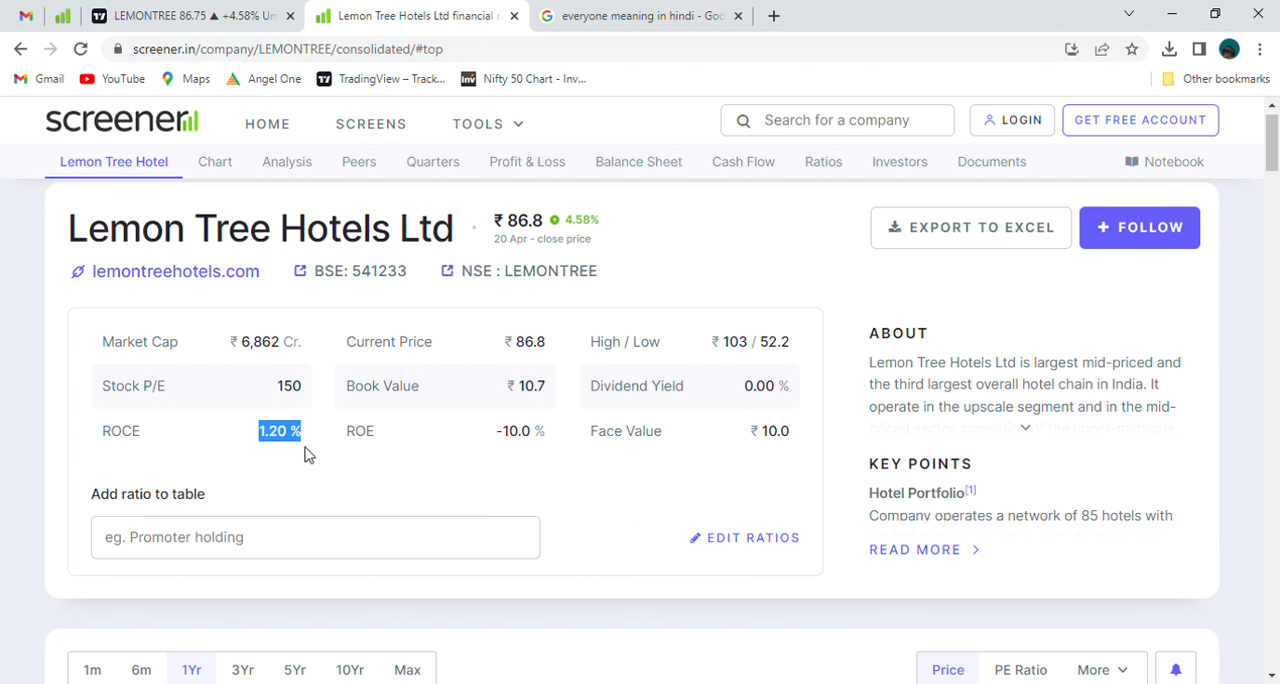 LEMONTREE 86.75 ▲ +4.58% Un
Lemon Tree Hotels Ltd financial r
everyone meaning in hindi - Goo
screener.in/company/LEMONTREE/consolidated/#top
Gmail YouTube Maps Angel One TradingView – Track... Nifty 50 Chart - Inv... Other bookmarks
screener HOME SCREENS TOOLS Search for a company LOGIN GET FREE ACCOUNT
Lemon Tree Hotel Chart Analysis Peers Quarters Profit & Loss Balance Sheet Cash Flow Ratios Investors Documents Notebook
Lemon Tree Hotels Ltd ₹ 86.8 4.58%
20 Apr - close price
EXPORT TO EXCEL + FOLLOW
lemontreehotels.com BSE: 541233 NSE : LEMONTREE
Market Cap ₹ 6,862 Cr. Current Price ₹ 86.8 High / Low ₹ 103 / 52.2
Stock P/E 150 Book Value ₹ 10.7 Dividend Yield 0.00 %
ROCE 1.20 % ROE -10.0 % Face Value ₹ 10.0
Add ratio to table
eg. Promoter holding
EDIT RATIOS
ABOUT
Lemon Tree Hotels Ltd is largest mid-priced and
the third largest overall hotel chain in India. It
operate in the upscale segment and in the mid-
priced sector, consisting of the upper-midscale,
KEY POINTS
Hotel Portfolio[1]
Company operates a network of 85 hotels with
READ MORE
1m 6m 1Yr 3Yr 5Yr 10Yr Max Price PE Ratio More